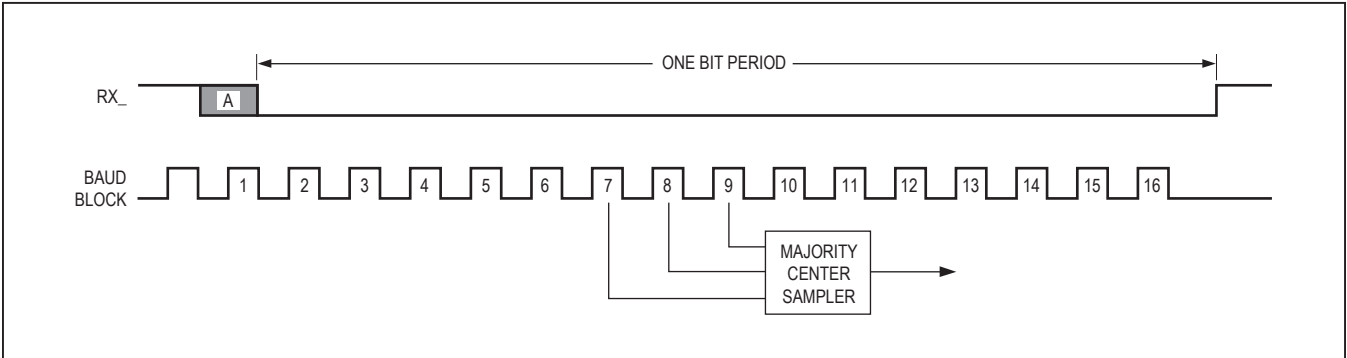 ONE BIT PERIOD
RX_
A
BAUD
BLOCK
1 2 3 4 5 6 7 8 9 10 11 12 13 14 15 16
MAJORITY
CENTER
SAMPLER